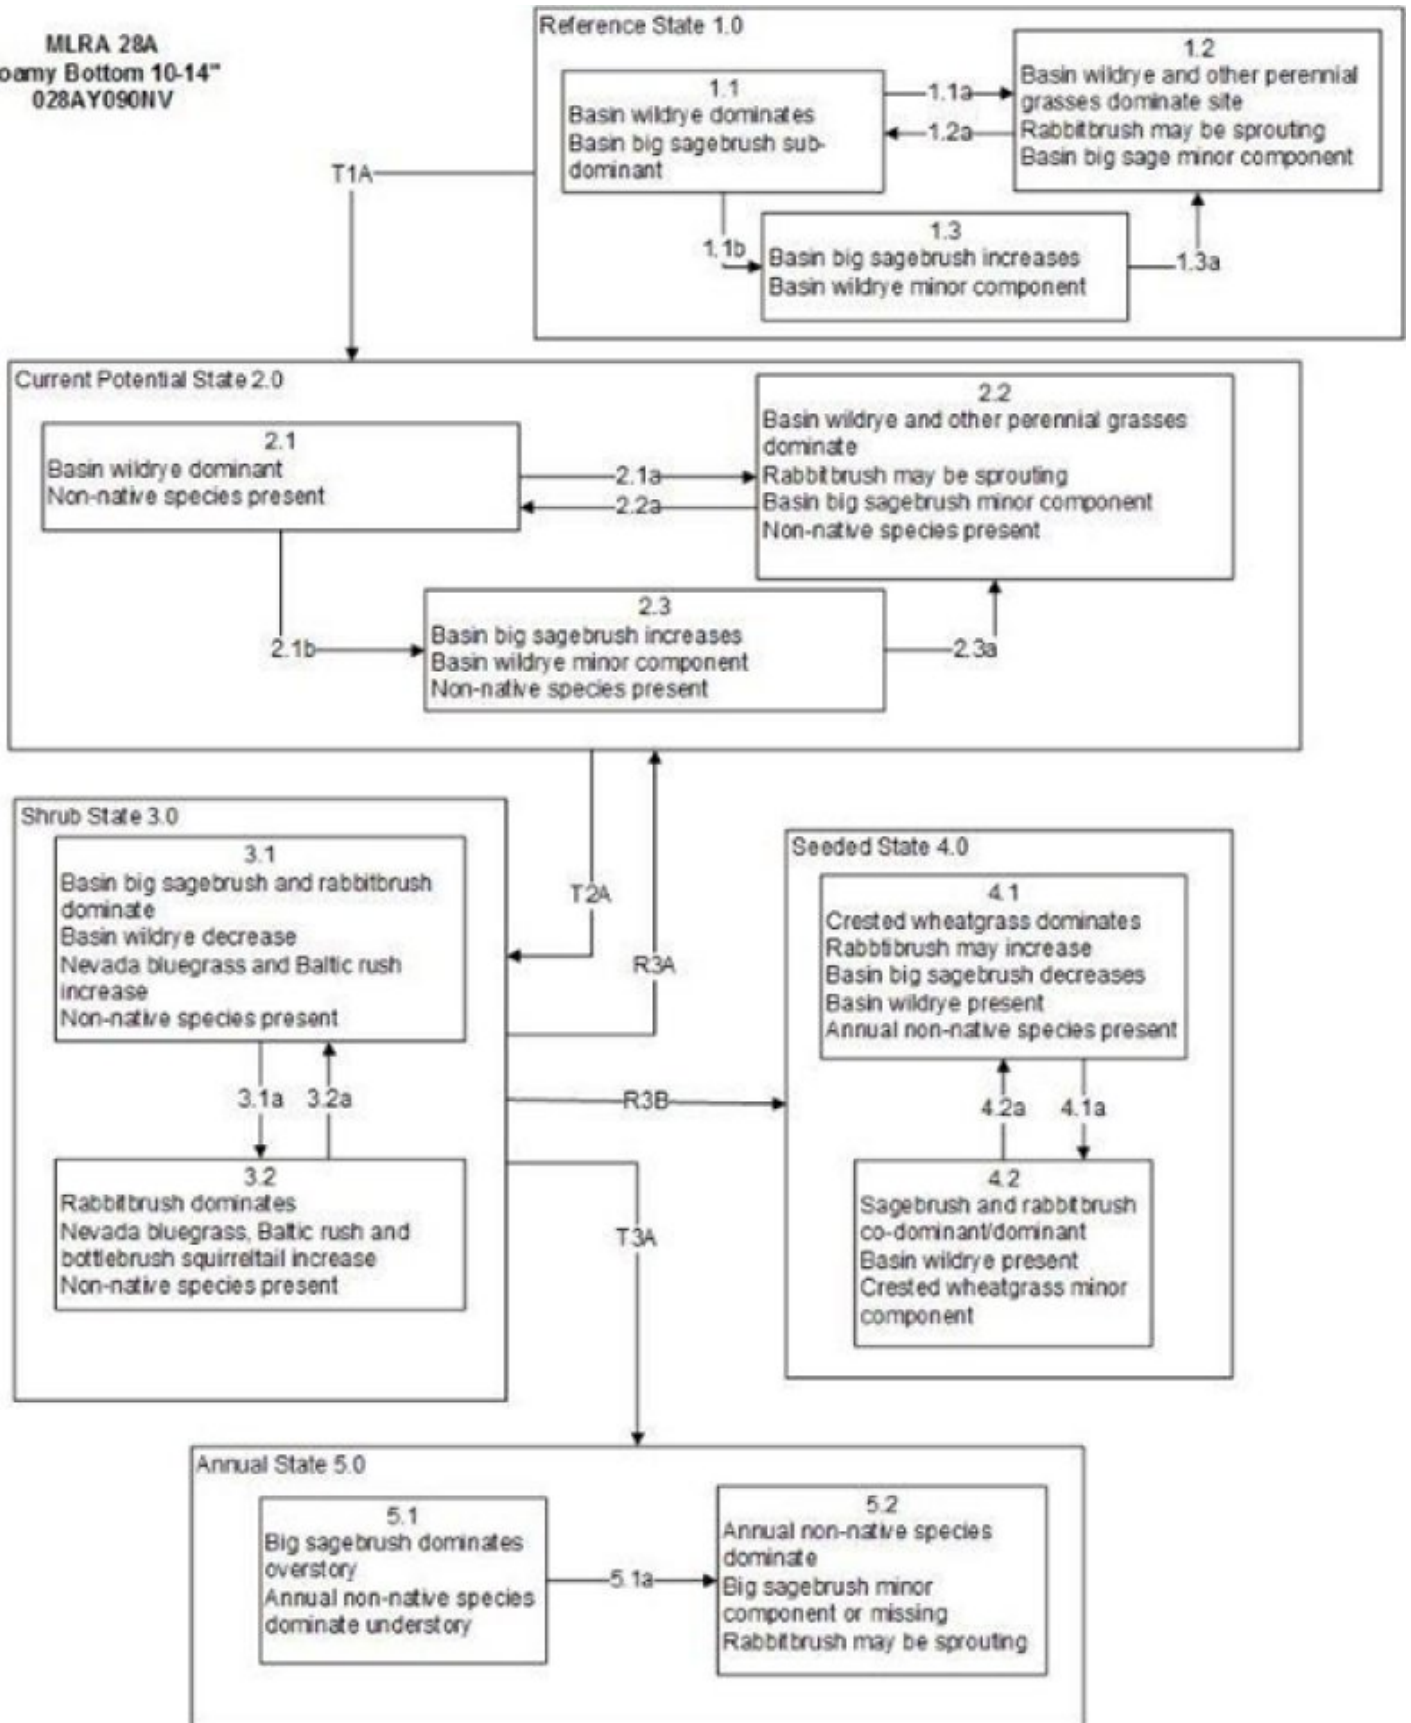 MLRA 28A
oamy Bottom 10-14"
028AY090NV
Reference State 1.0
1.1
Basin wildrye dominates
Basin big sagebrush sub-
dominant
1.1a
1.2a
1.2
Basin wildrye and other perennial
grasses dominate site
Rabbitbrush may be sprouting
Basin big sage minor component
1.1b
1.3
Basin big sagebrush increases
Basin wildrye minor component
1.3a
T1A
Current Potential State 2.0
2.1
Basin wildrye dominant
Non-native species present
2.1a
2.2a
2.2
Basin wildrye and other perennial grasses
dominate
Rabbitbrush may be sprouting
Basin big sagebrush minor component
Non-native species present
2.1b
2.3
Basin big sagebrush increases
Basin wildrye minor component
Non-native species present
2.3a
T2A
R3A
Shrub State 3.0
3.1
Basin big sagebrush and rabbitbrush
dominate
Basin wildrye decrease
Nevada bluegrass and Baltic rush
increase
Non-native species present
3.1a
3.2a
3.2
Rabbitbrush dominates
Nevada bluegrass, Baltic rush and
bottlebrush squirreltail increase
Non-native species present
R3B
T3A
Seeded State 4.0
4.1
Crested wheatgrass dominates
Rabbtibrush may increase
Basin big sagebrush decreases
Basin wildrye present
Annual non-native species present
4.2a
4.1a
4.2
Sagebrush and rabbitbrush
co-dominant/dominant
Basin wildrye present
Crested wheatgrass minor
component
Annual State 5.0
5.1
Big sagebrush dominates
overstory
Annual non-native species
dominate understory
5.1a
5.2
Annual non-native species
dominate
Big sagebrush minor
component or missing
Rabbitbrush may be sprouting